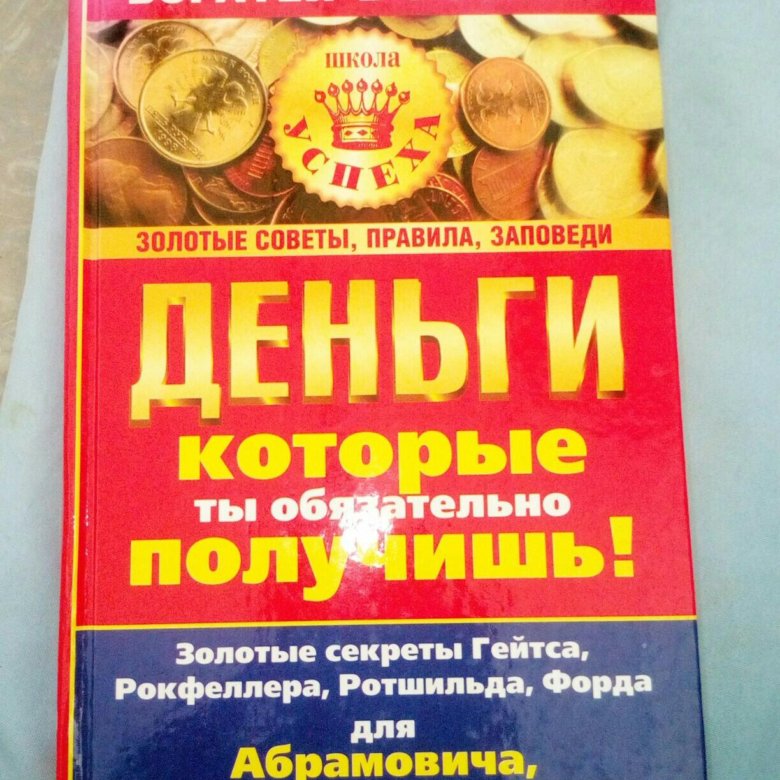 школа
УСПЕХА
ЗОЛОТЫЕ СОВЕТЫ, ПРАВИЛА, ЗАПОВЕДИ
ДЕНЬГИ
которые
ты обязательно
получишь!
Золотые секреты Гейтса,
Рокфеллера, Ротшильда, Форда
для
Абрамовича,